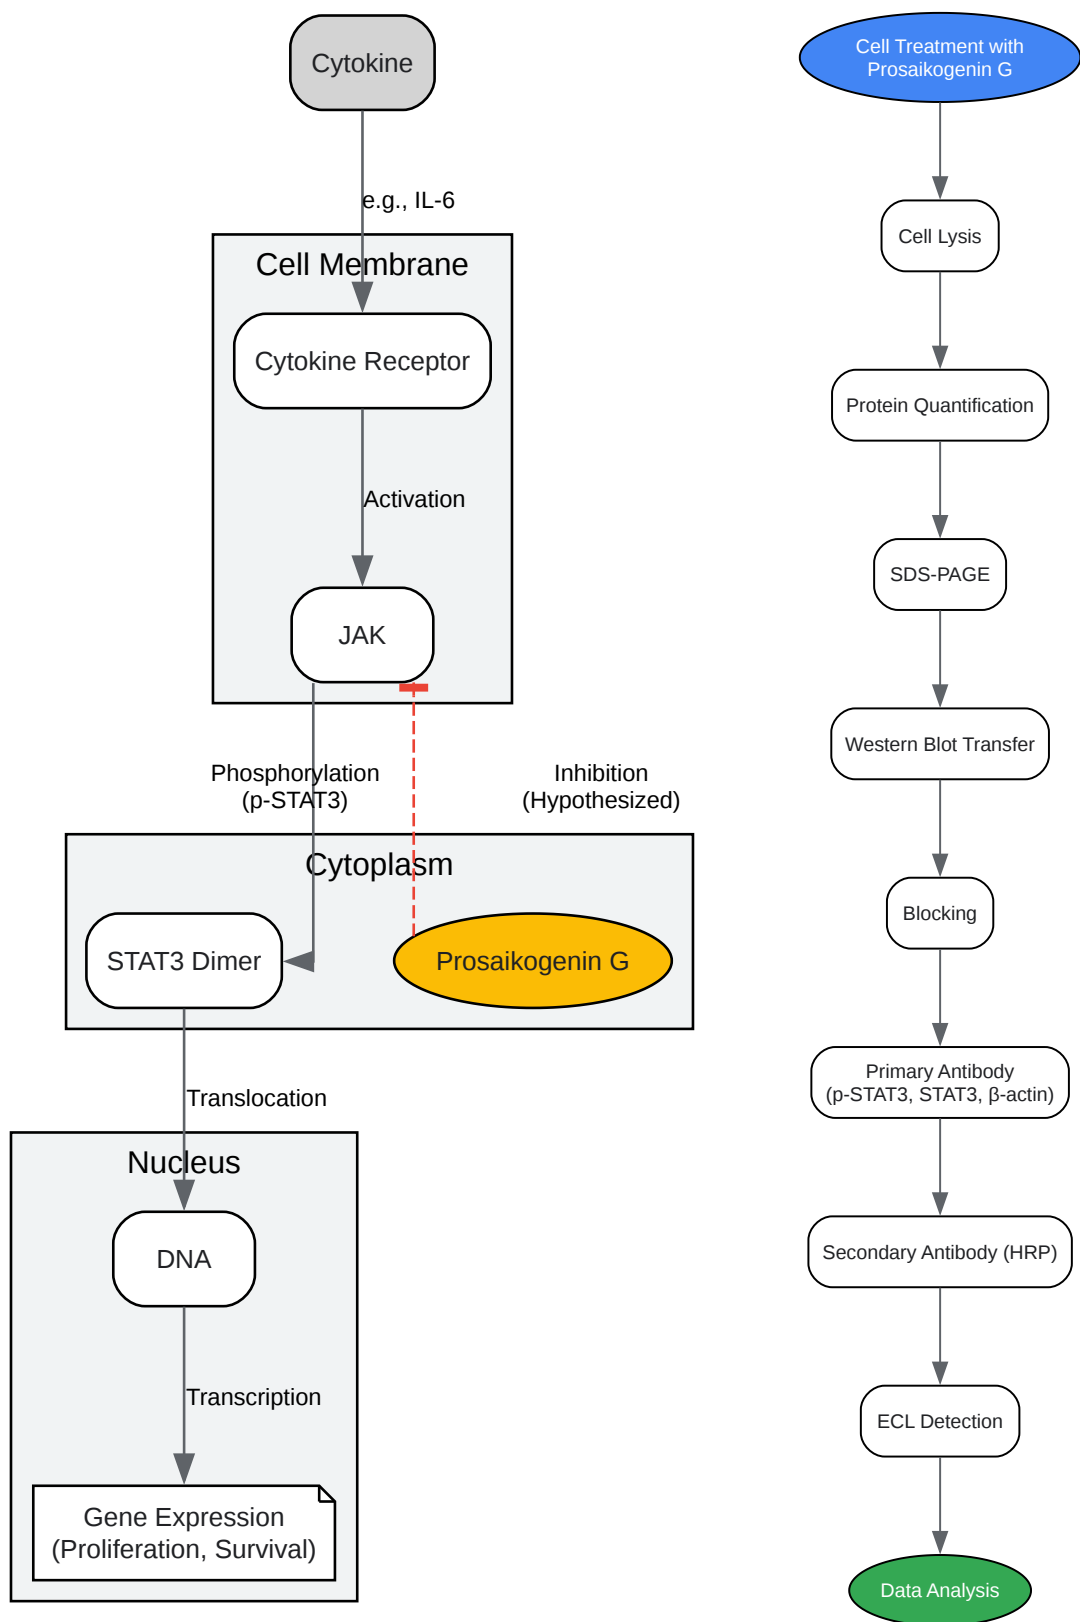 Cytokine
e.g., IL-6
Cell Membrane
Cytokine Receptor
Activation
JAK
Phosphorylation
(p-STAT3)
Inhibition
(Hypothesized)
Cytoplasm
STAT3 Dimer
Prosaikogenin G
Translocation
Nucleus
DNA
Transcription
Gene Expression
(Proliferation, Survival)
Cell Treatment with
Prosaikogenin G
Cell Lysis
Protein Quantification
SDS-PAGE
Western Blot Transfer
Blocking
Primary Antibody
(p-STAT3, STAT3, β-actin)
Secondary Antibody (HRP)
ECL Detection
Data Analysis